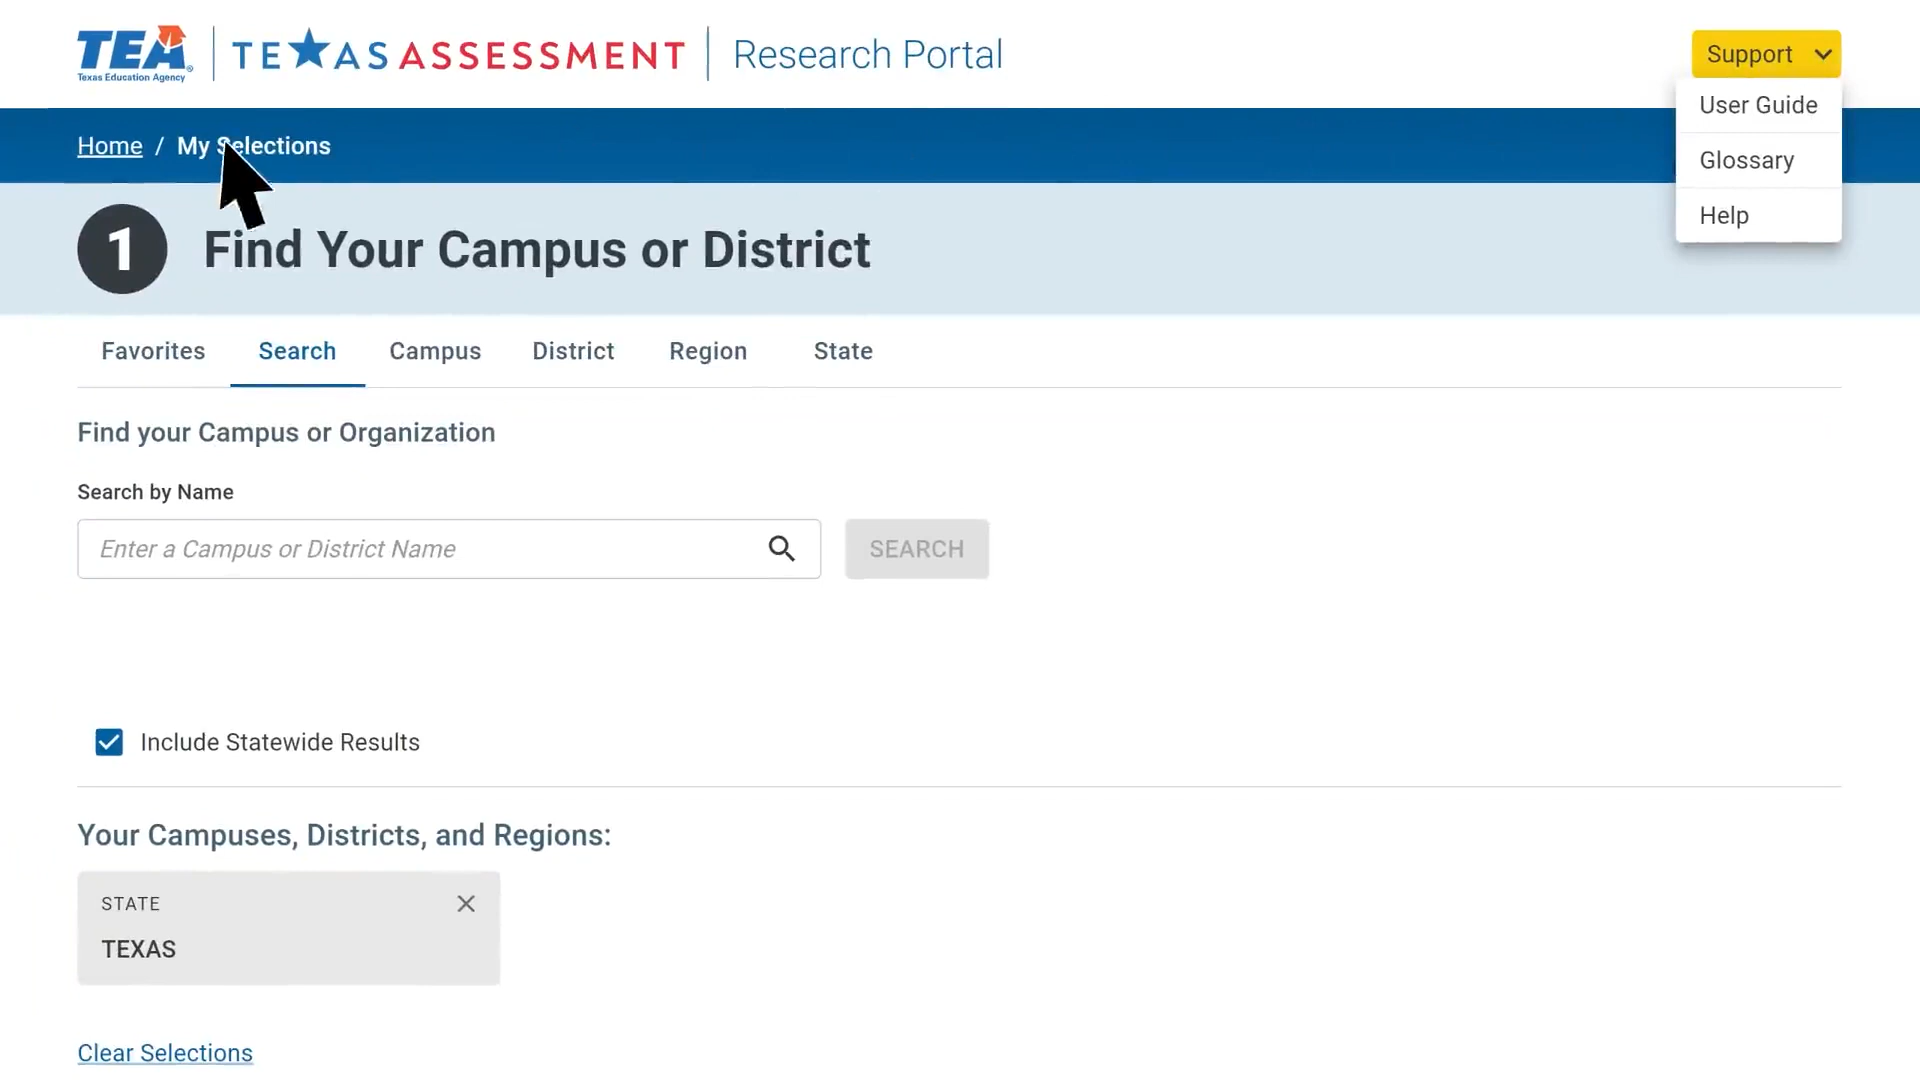 TEA
Texas Education Agency®
TEXAS ASSESSMENT
Research Portal
Support
User Guide
Glossary
Help
Home / My Selections
1 Find Your Campus or District
Favorites Search Campus District Region State
Find your Campus or Organization
Search by Name
Enter a Campus or District Name
SEARCH
Include Statewide Results
Your Campuses, Districts, and Regions:
STATE
TEXAS
Clear Selections